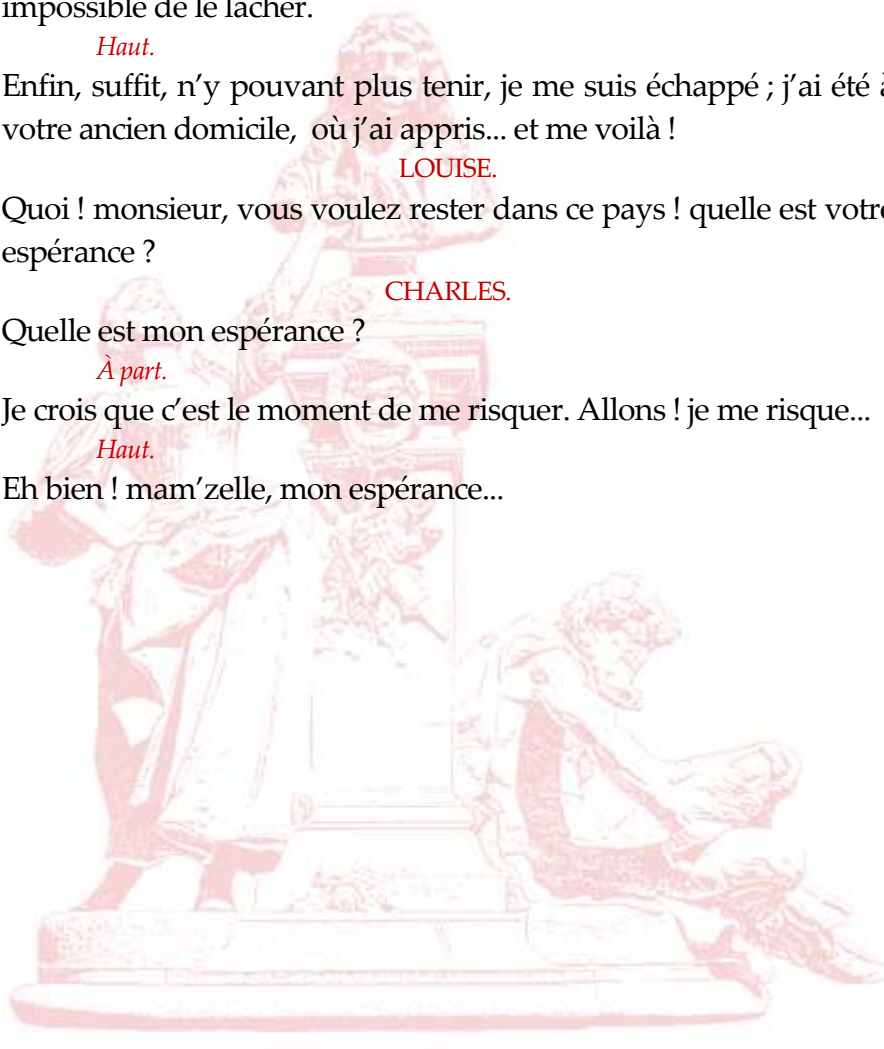 impossible de le lâcher.
Haut.
Enfin, suffit, n’y pouvant plus tenir, je me suis échappé ; j’ai été à
votre ancien domicile, où j’ai appris... et me voilà !
LOUISE.
Quoi ! monsieur, vous voulez rester dans ce pays ! quelle est votre
espérance ?
CHARLES.
Quelle est mon espérance ?
À part.
Je crois que c’est le moment de me risquer. Allons ! je me risque...
Haut.
Eh bien ! mam’zelle, mon espérance...